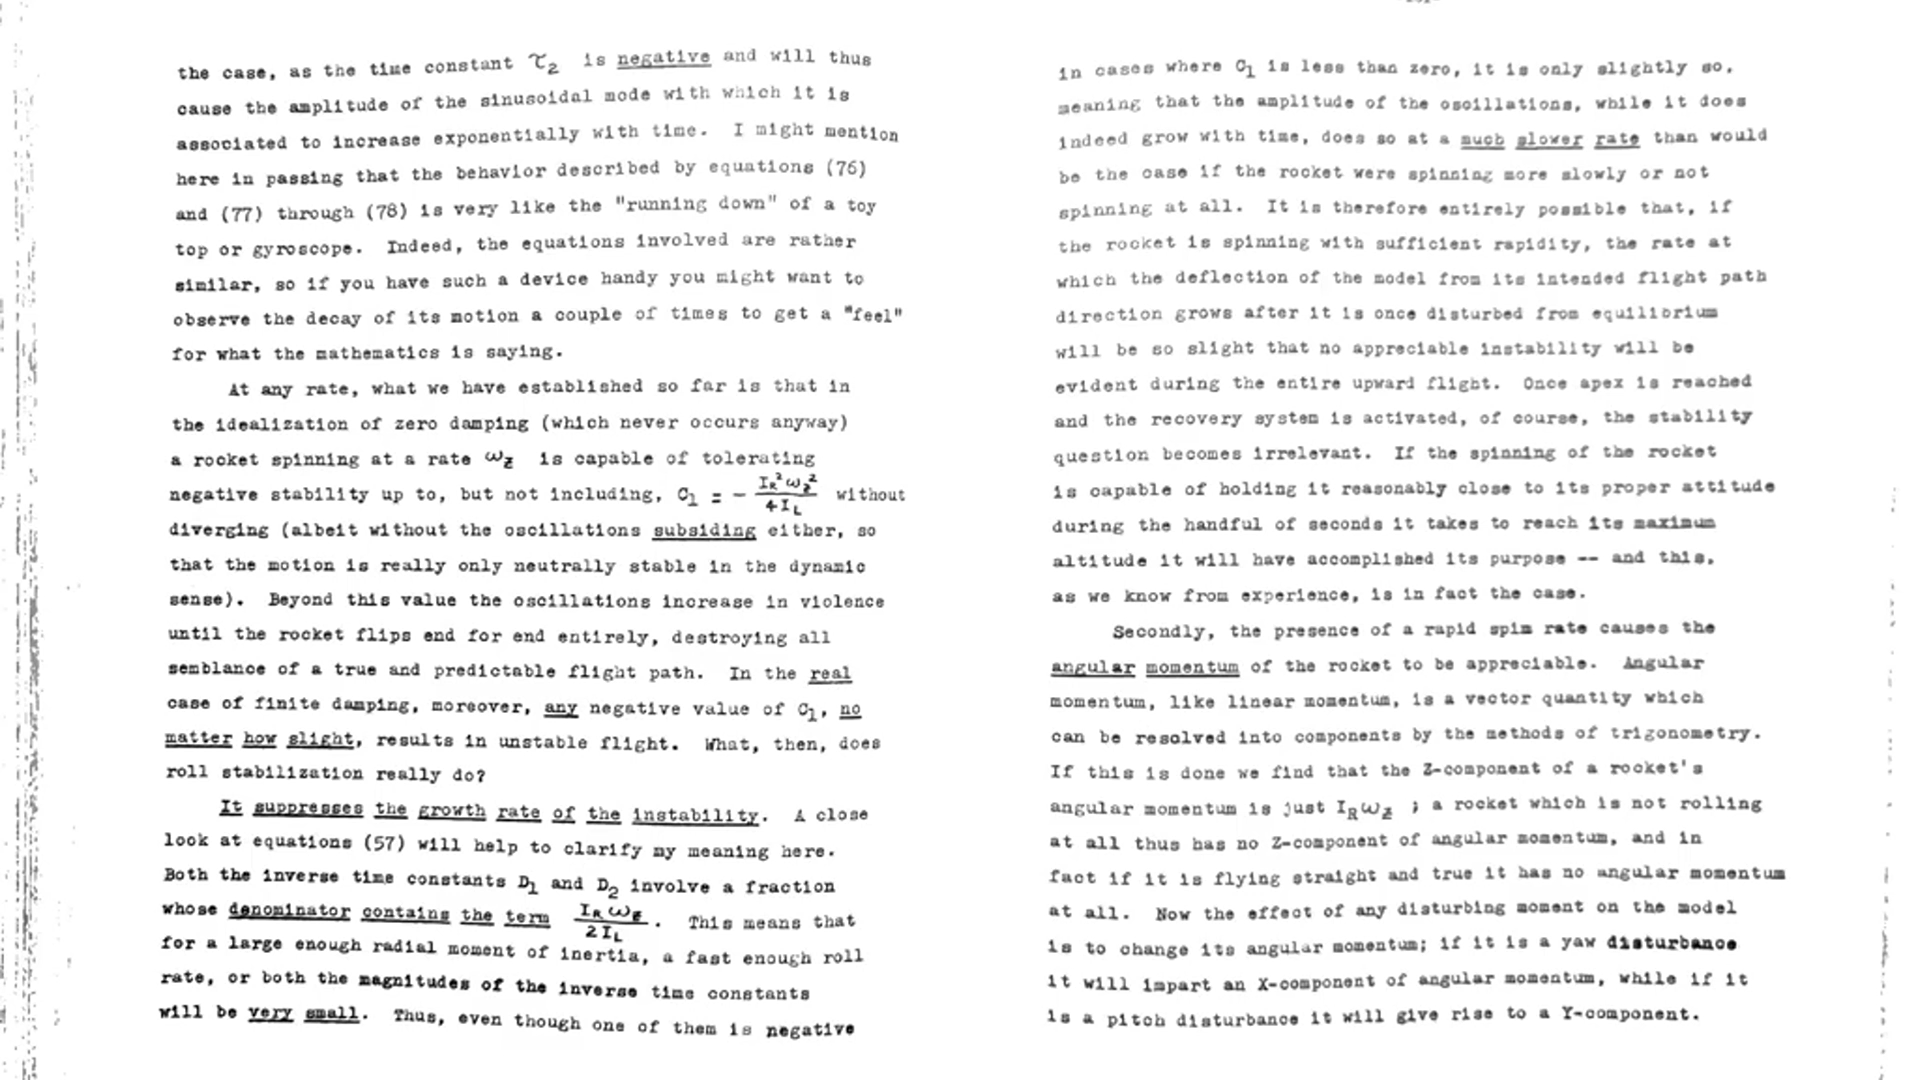 the case, as the time constant τ₂ is negative and will thus
cause the amplitude of the sinusoidal mode with which it is
associated to increase exponentially with time. I might mention
here in passing that the behavior described by equations (76)
and (77) through (78) is very like the "running down" of a toy
top or gyroscope. Indeed, the equations involved are rather
similar, so if you have such a device handy you might want to
observe the decay of its motion a couple of times to get a "feel"
for what the mathematics is saying.
At any rate, what we have established so far is that in
the idealization of zero damping (which never occurs anyway)
a rocket spinning at a rate ω_Z is capable of tolerating
negative stability up to, but not including, C₁ = - I_R²ω_Z²/4I_L without
diverging (albeit without the oscillations subsiding either, so
that the motion is really only neutrally stable in the dynamic
sense). Beyond this value the oscillations increase in violence
until the rocket flips end for end entirely, destroying all
semblance of a true and predictable flight path. In the real
case of finite damping, moreover, any negative value of C₁, no
matter how slight, results in unstable flight. What, then, does
roll stabilization really do?
It suppresses the growth rate of the instability. A close
look at equations (57) will help to clarify my meaning here.
Both the inverse time constants D₁ and D₂ involve a fraction
whose denominator contains the term I_Rω_Z/2I_L. This means that
for a large enough radial moment of inertia, a fast enough roll
rate, or both the magnitudes of the inverse time constants
will be very small. Thus, even though one of them is negative
in cases where C₁ is less than zero, it is only slightly so,
meaning that the amplitude of the oscillations, while it does
indeed grow with time, does so at a much slower rate than would
be the case if the rocket were spinning more slowly or not
spinning at all. It is therefore entirely possible that, if
the rocket is spinning with sufficient rapidity, the rate at
which the deflection of the model from its intended flight path
direction grows after it is once disturbed from equilibrium
will be so slight that no appreciable instability will be
evident during the entire upward flight. Once apex is reached
and the recovery system is activated, of course, the stability
question becomes irrelevant. If the spinning of the rocket
is capable of holding it reasonably close to its proper attitude
during the handful of seconds it takes to reach its maximum
altitude it will have accomplished its purpose -- and this,
as we know from experience, is in fact the case.
Secondly, the presence of a rapid spin rate causes the
angular momentum of the rocket to be appreciable. Angular
momentum, like linear momentum, is a vector quantity which
can be resolved into components by the methods of trigonometry.
If this is done we find that the Z-component of a rocket's
angular momentum is just I_Rω_Z ; a rocket which is not rolling
at all thus has no Z-component of angular momentum, and in
fact if it is flying straight and true it has no angular momentum
at all. Now the effect of any disturbing moment on the model
is to change its angular momentum; if it is a yaw disturbance
it will impart an X-component of angular momentum, while if it
is a pitch disturbance it will give rise to a Y-component.